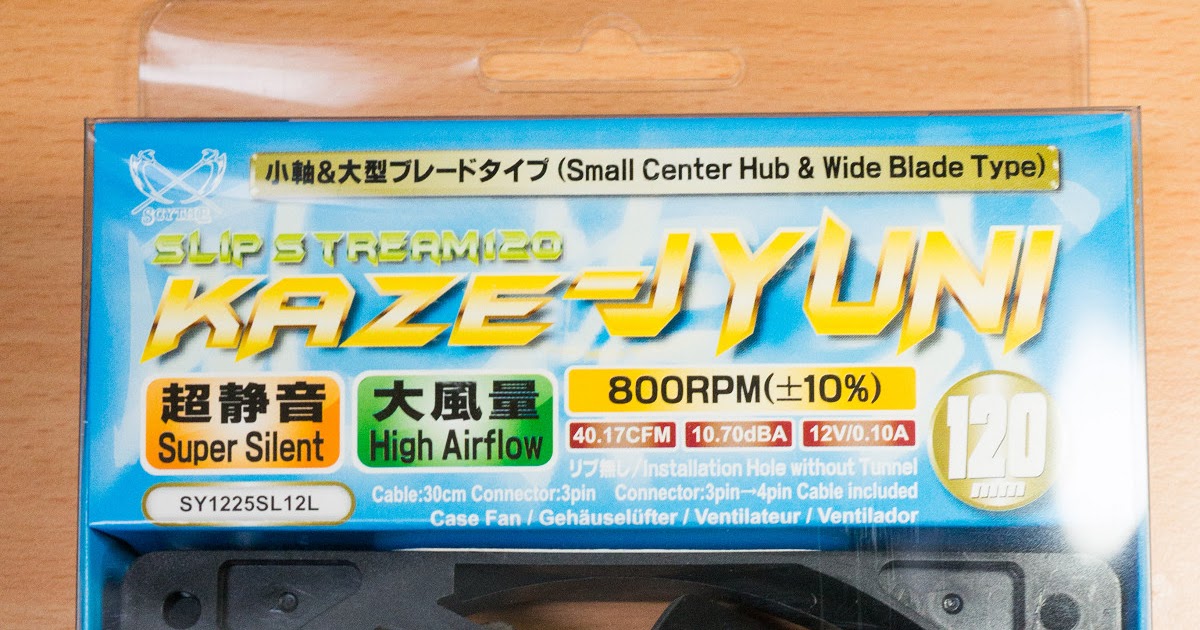 小軸&大型ブレードタイプ (Small Center Hub & Wide Blade Type)
SCYTHE
SLIP STREAM120
KAZE-JYUNI
超静音
Super Silent
大風量
High Airflow
800RPM(±10%)
40.17CFM 10.70dBA 12V/0.10A
120
mm
リブ無し/Installation Hole without Tunnel
SY1225SL12L
Cable:30cm Connector:3pin Connector:3pin→4pin Cable included
Case Fan / Gehäuselüfter / Ventilateur / Ventilador